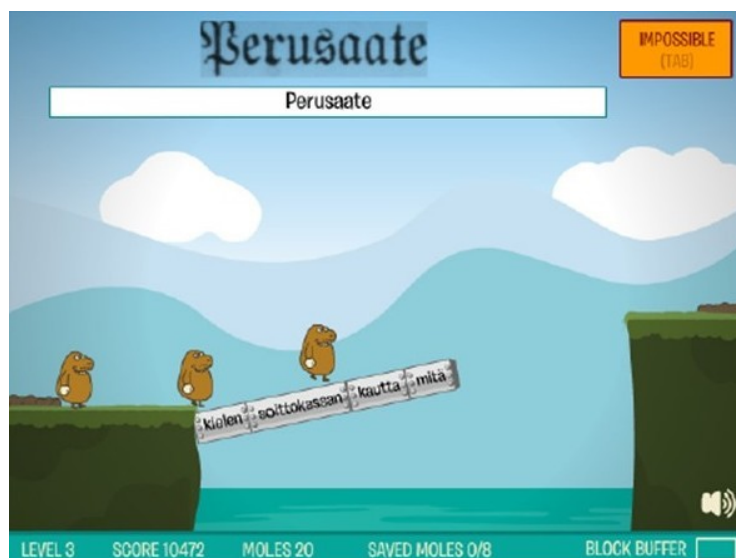 Perusaate
IMPOSSIBLE
(TAB)
Perusaate
kielen soittokassan kautta mitä
LEVEL 3 SCORE 10472 MOLES 20 SAVED MOLES 0/8 BLOCK BUFFER